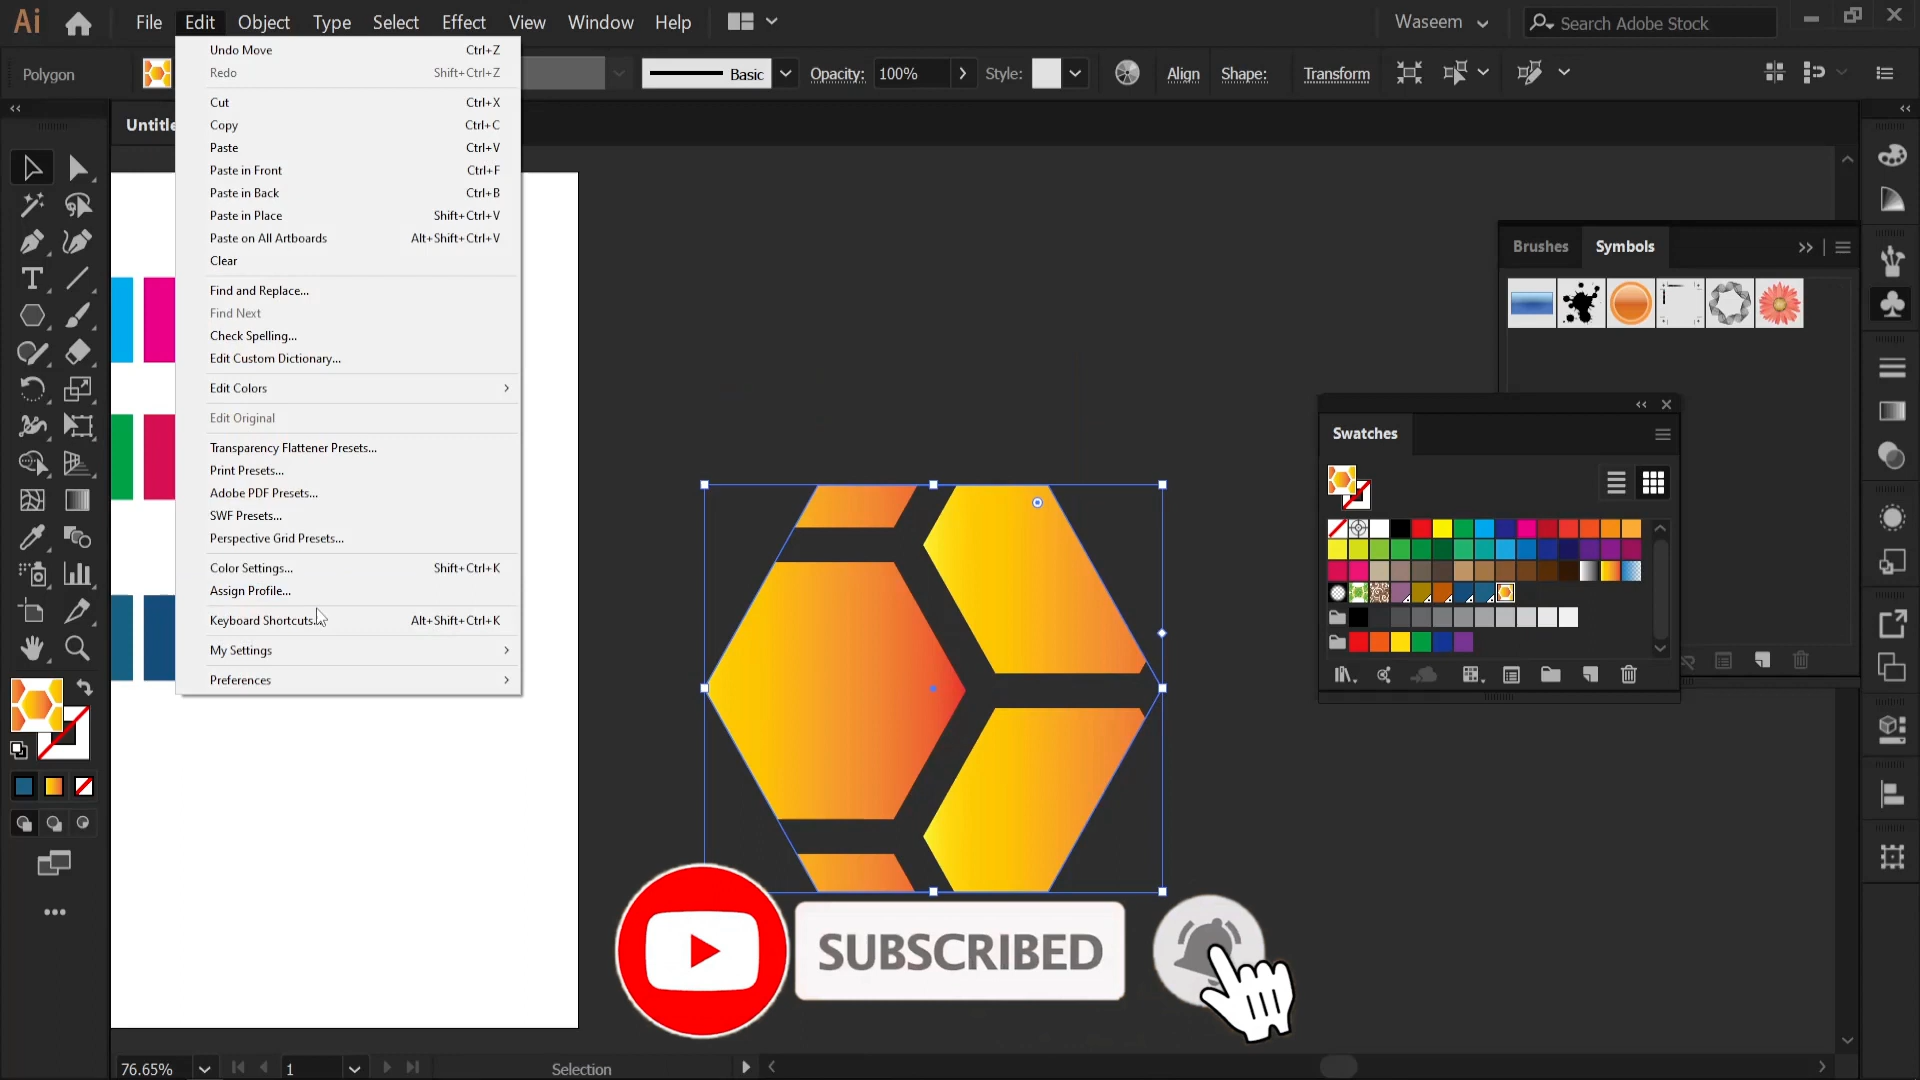 Ai
File Edit Object Type Select Effect View Window Help
Waseem
Search Adobe Stock
Polygon
Basic
Opacity: 100%
Style:
Align
Shape:
Transform
Undo Move Ctrl+Z
Redo Shift+Ctrl+Z
Cut Ctrl+X
Copy Ctrl+C
Paste Ctrl+V
Paste in Front Ctrl+F
Paste in Back Ctrl+B
Paste in Place Shift+Ctrl+V
Paste on All Artboards Alt+Shift+Ctrl+V
Clear
Find and Replace...
Find Next
Check Spelling...
Edit Custom Dictionary...
Edit Colors
Edit Original
Transparency Flattener Presets...
Print Presets...
Adobe PDF Presets...
SWF Presets...
Perspective Grid Presets...
Color Settings... Shift+Ctrl+K
Assign Profile...
Keyboard Shortcuts... Alt+Shift+Ctrl+K
My Settings
Preferences
Untitle
Brushes Symbols
Swatches
SUBSCRIBED
76.65%
1
Selection